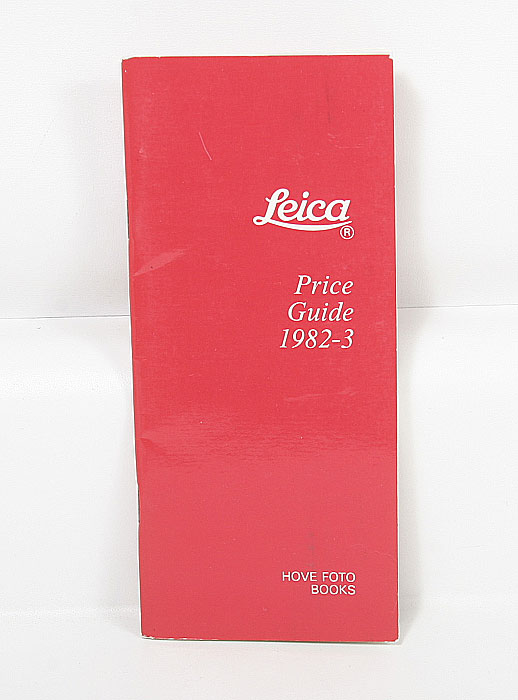 Leica
®
Price
Guide
1982-3
HOVE FOTO
BOOKS